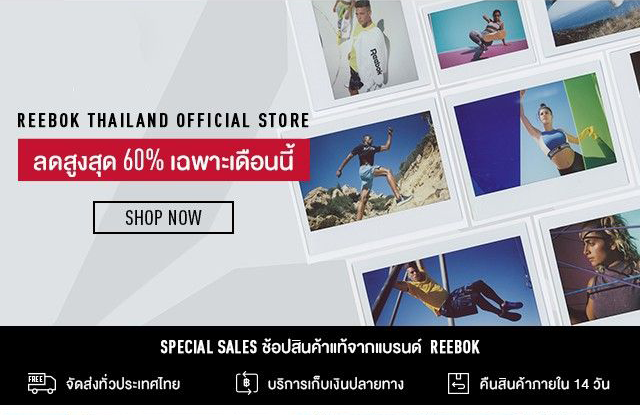 Reebok
REEBOK THAILAND OFFICIAL STORE
ลดสูงสุด 60% เฉพาะเดือนนี้
SHOP NOW
SPECIAL SALES ช้อปสินค้าแท้จากแบรนด์ REEBOK
FREE จัดส่งทั่วประเทศไทย
฿ บริการเก็บเงินปลายทาง
คืนสินค้าภายใน 14 วัน